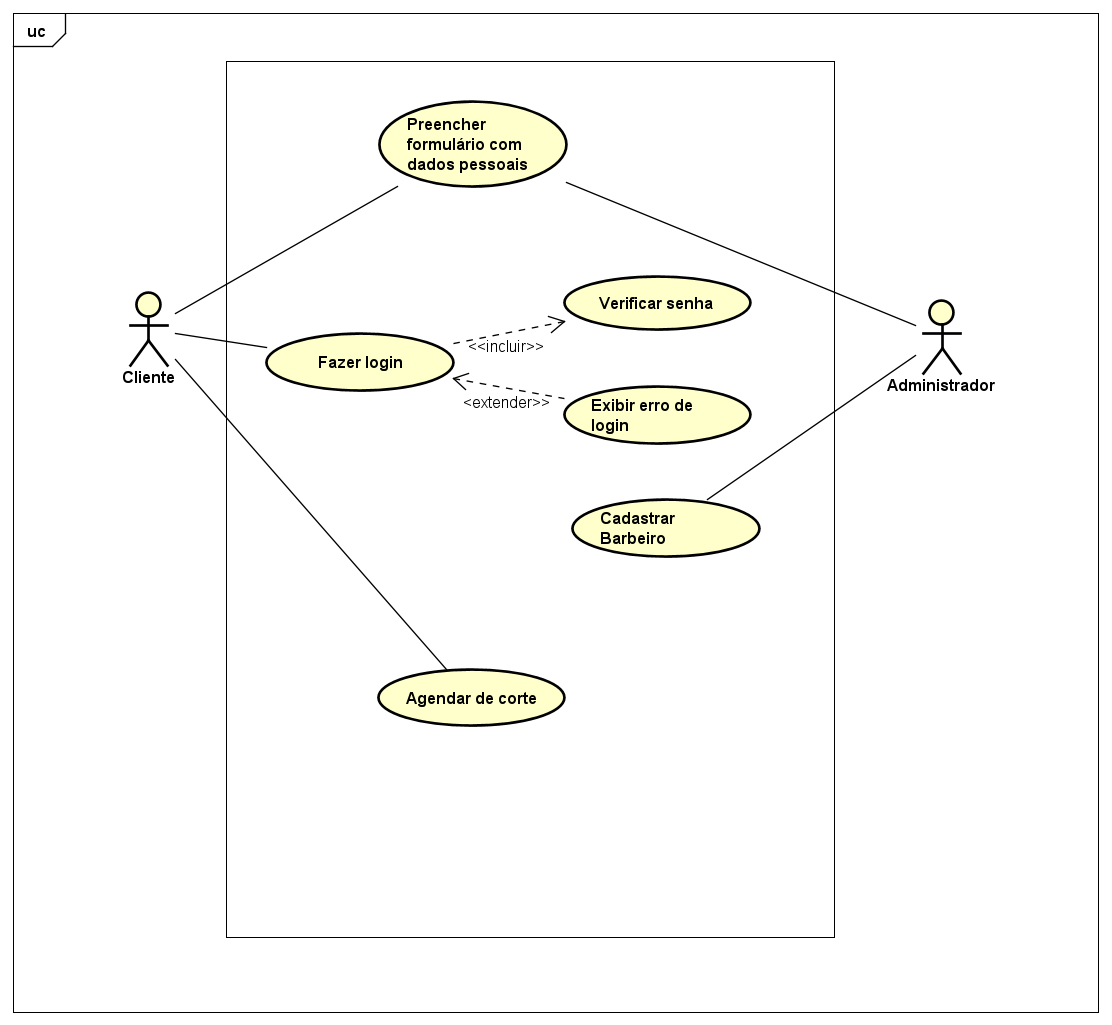 uc
Preencher
formulário com
dados pessoais
Verificar senha
<<incluir>>
Fazer login
Cliente
Administrador
<extender>>
Exibir erro de
login
Cadastrar
Barbeiro
Agendar de corte